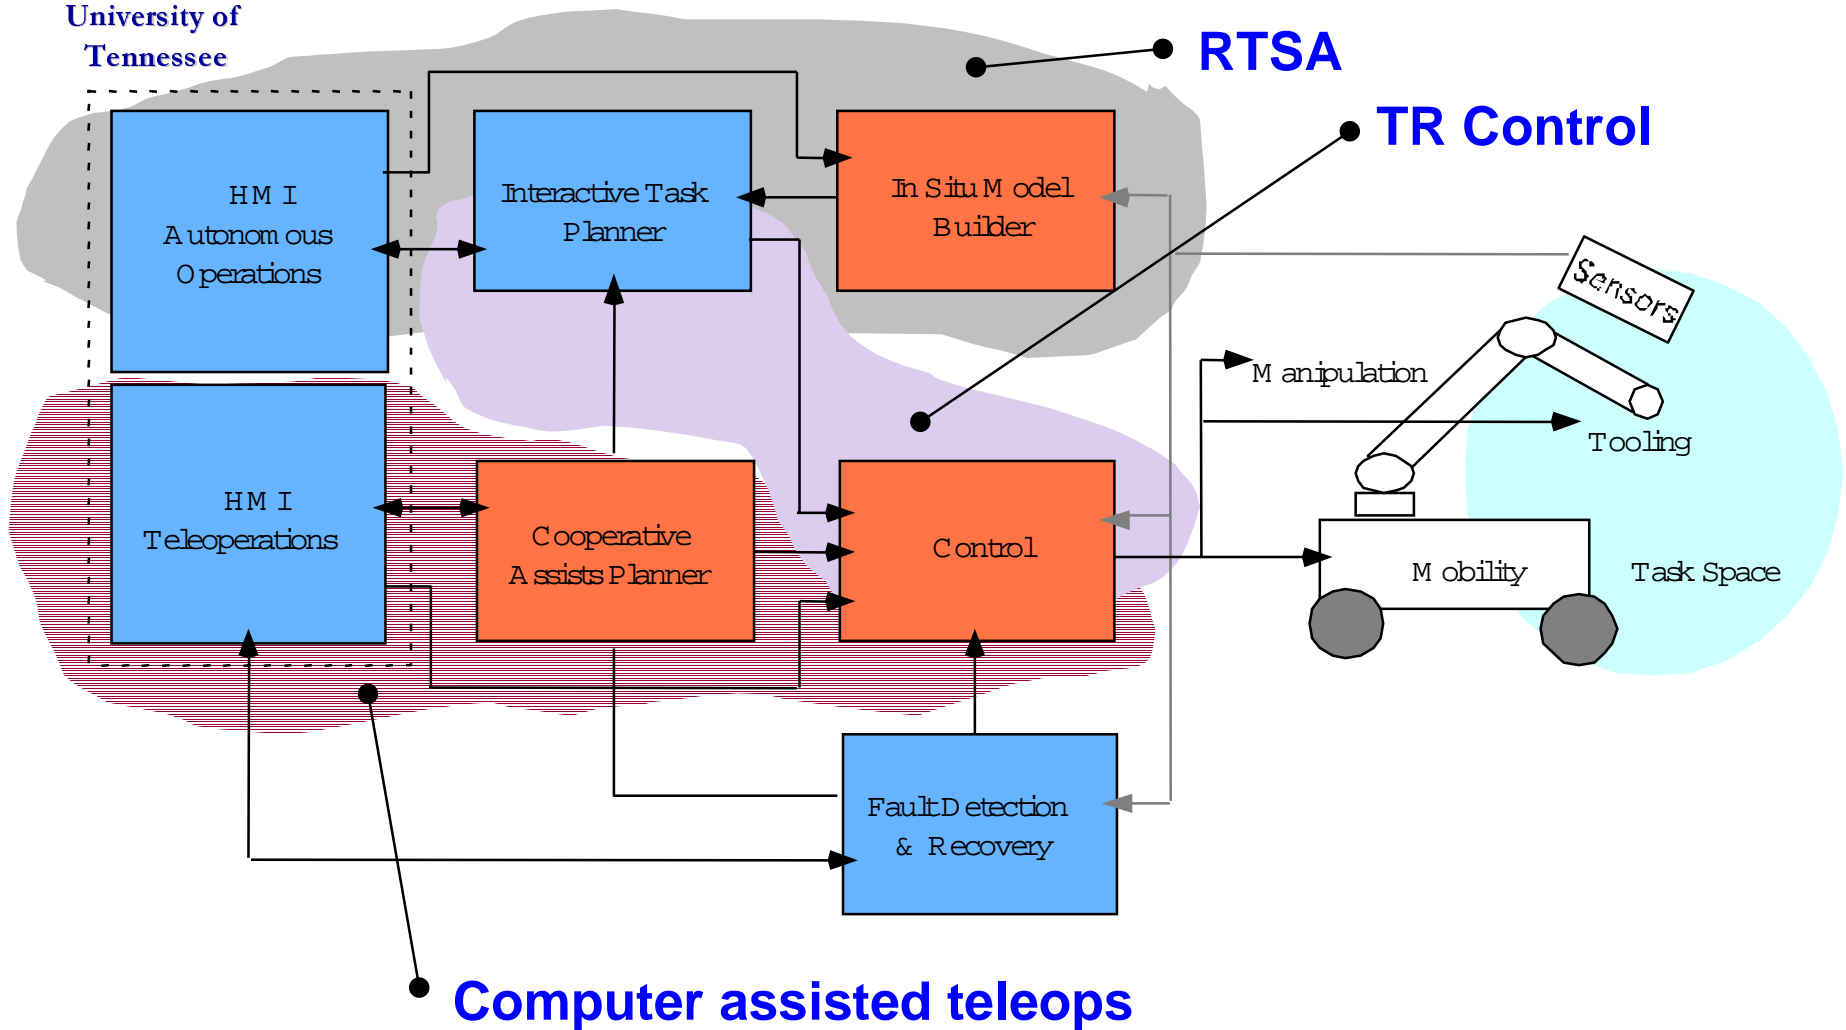 University of
Tennessee
RTSA
TR Control
HMI
Autonomous
Operations
Interactive Task
Planner
In Situ Model
Builder
Sensors
Manipulation
Tooling
HMI
Teleoperations
Cooperative
Assists Planner
Control
Mobility
Task Space
Fault Detection
& Recovery
Computer assisted teleops